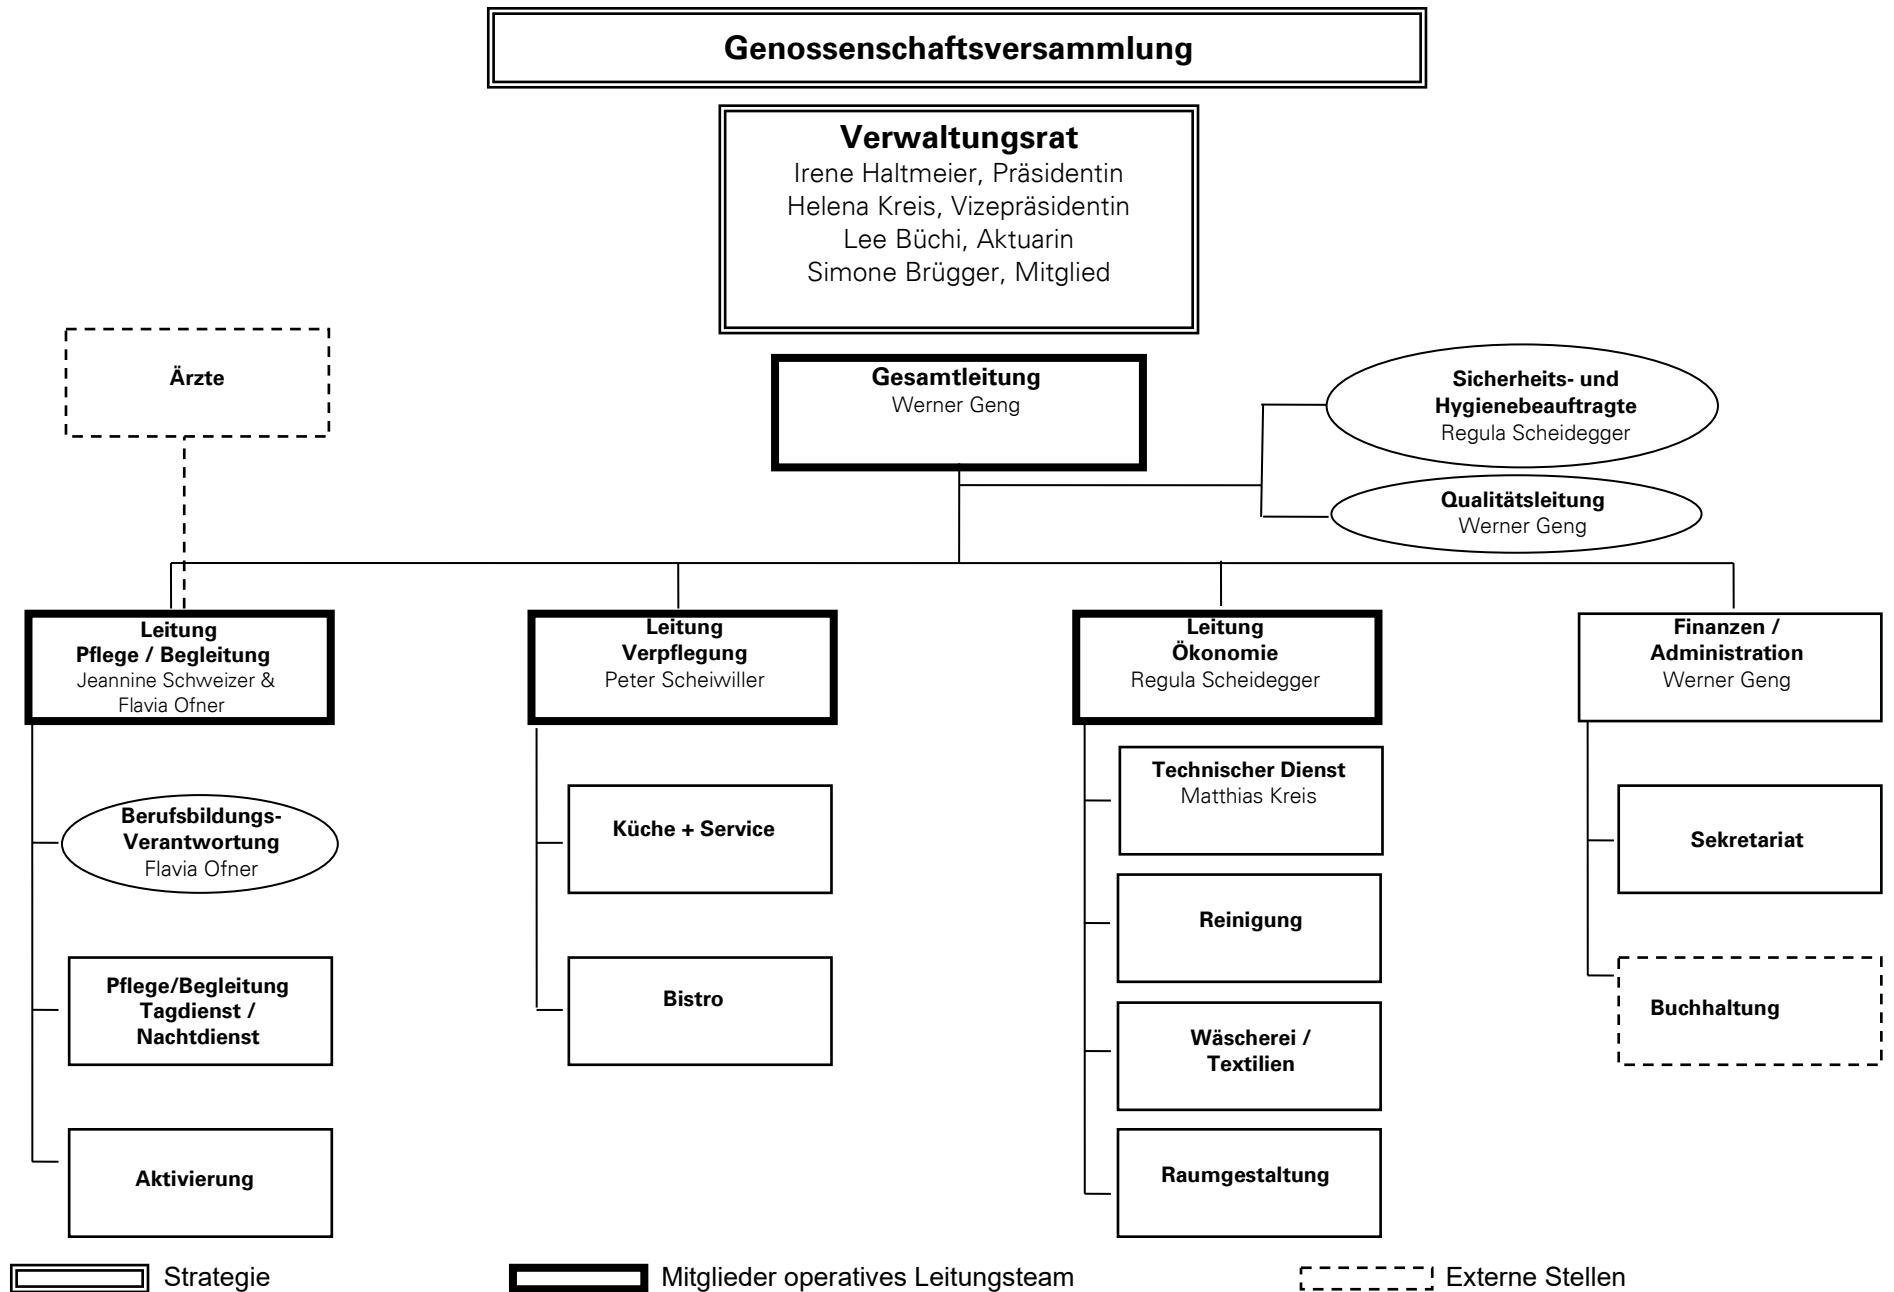 Genossenschaftsversammlung
Verwaltungsrat
Irene Haltmeier, Präsidentin
Helena Kreis, Vizepräsidentin
Lee Büchi, Aktuarin
Simone Brügger, Mitglied
Ärzte
Gesamtleitung
Werner Geng
Sicherheits- und
Hygienebeauftragte
Regula Scheidegger
Qualitätsleitung
Werner Geng
Leitung
Pflege / Begleitung
Jeannine Schweizer &
Flavia Ofner
Leitung
Verpflegung
Peter Scheiwiller
Leitung
Ökonomie
Regula Scheidegger
Finanzen /
Administration
Werner Geng
Berufsbildungs-
Verantwortung
Flavia Ofner
Pflege/Begleitung
Tagdienst /
Nachtdienst
Aktivierung
Küche + Service
Bistro
Technischer Dienst
Matthias Kreis
Reinigung
Wäscherei /
Textilien
Raumgestaltung
Sekretariat
Buchhaltung
Strategie
Mitglieder operatives Leitungsteam
Externe Stellen